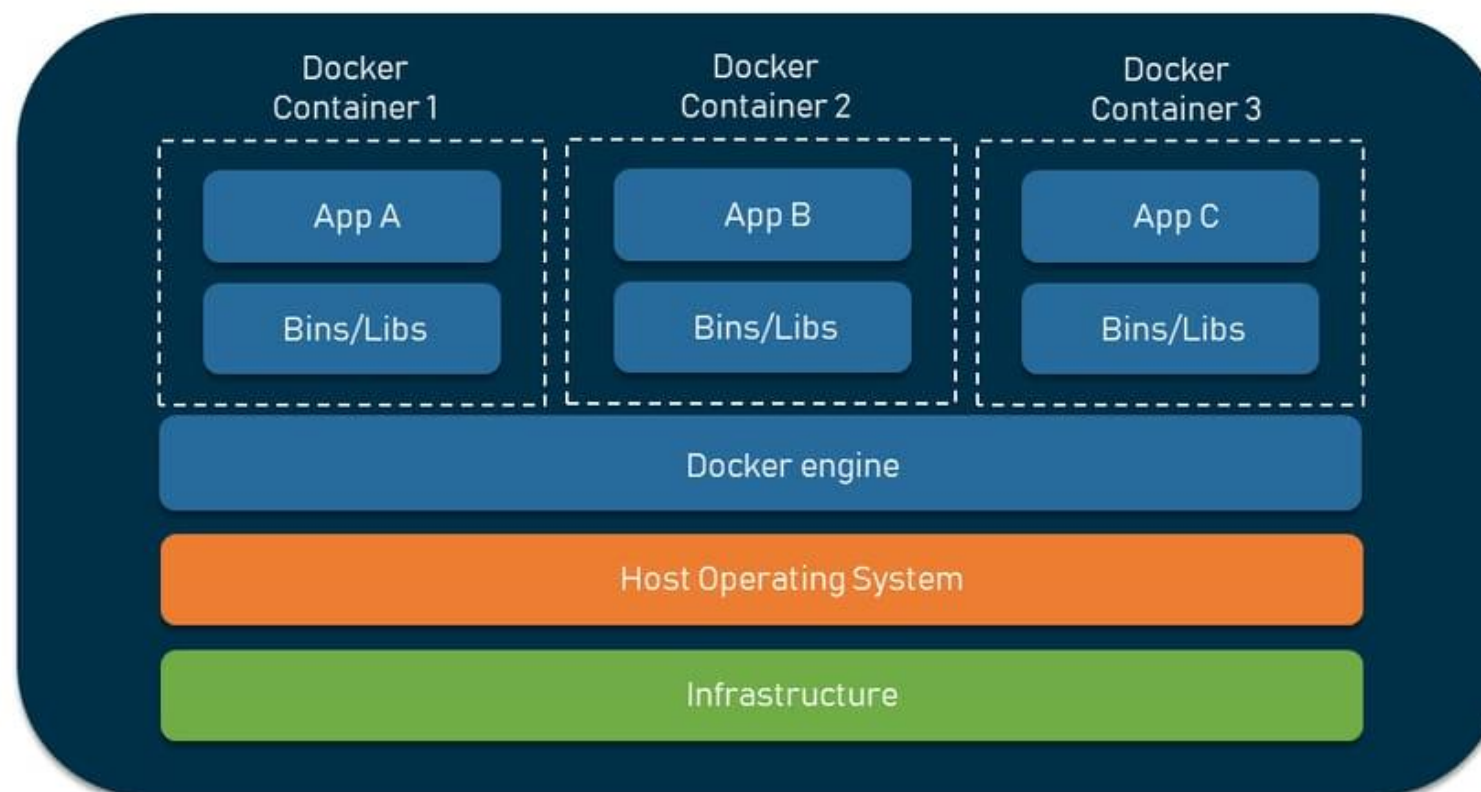 Docker
Container 1
Docker
Container 2
Docker
Container 3
App A
App B
App C
Bins/Libs
Bins/Libs
Bins/Libs
Docker engine
Host Operating System
Infrastructure